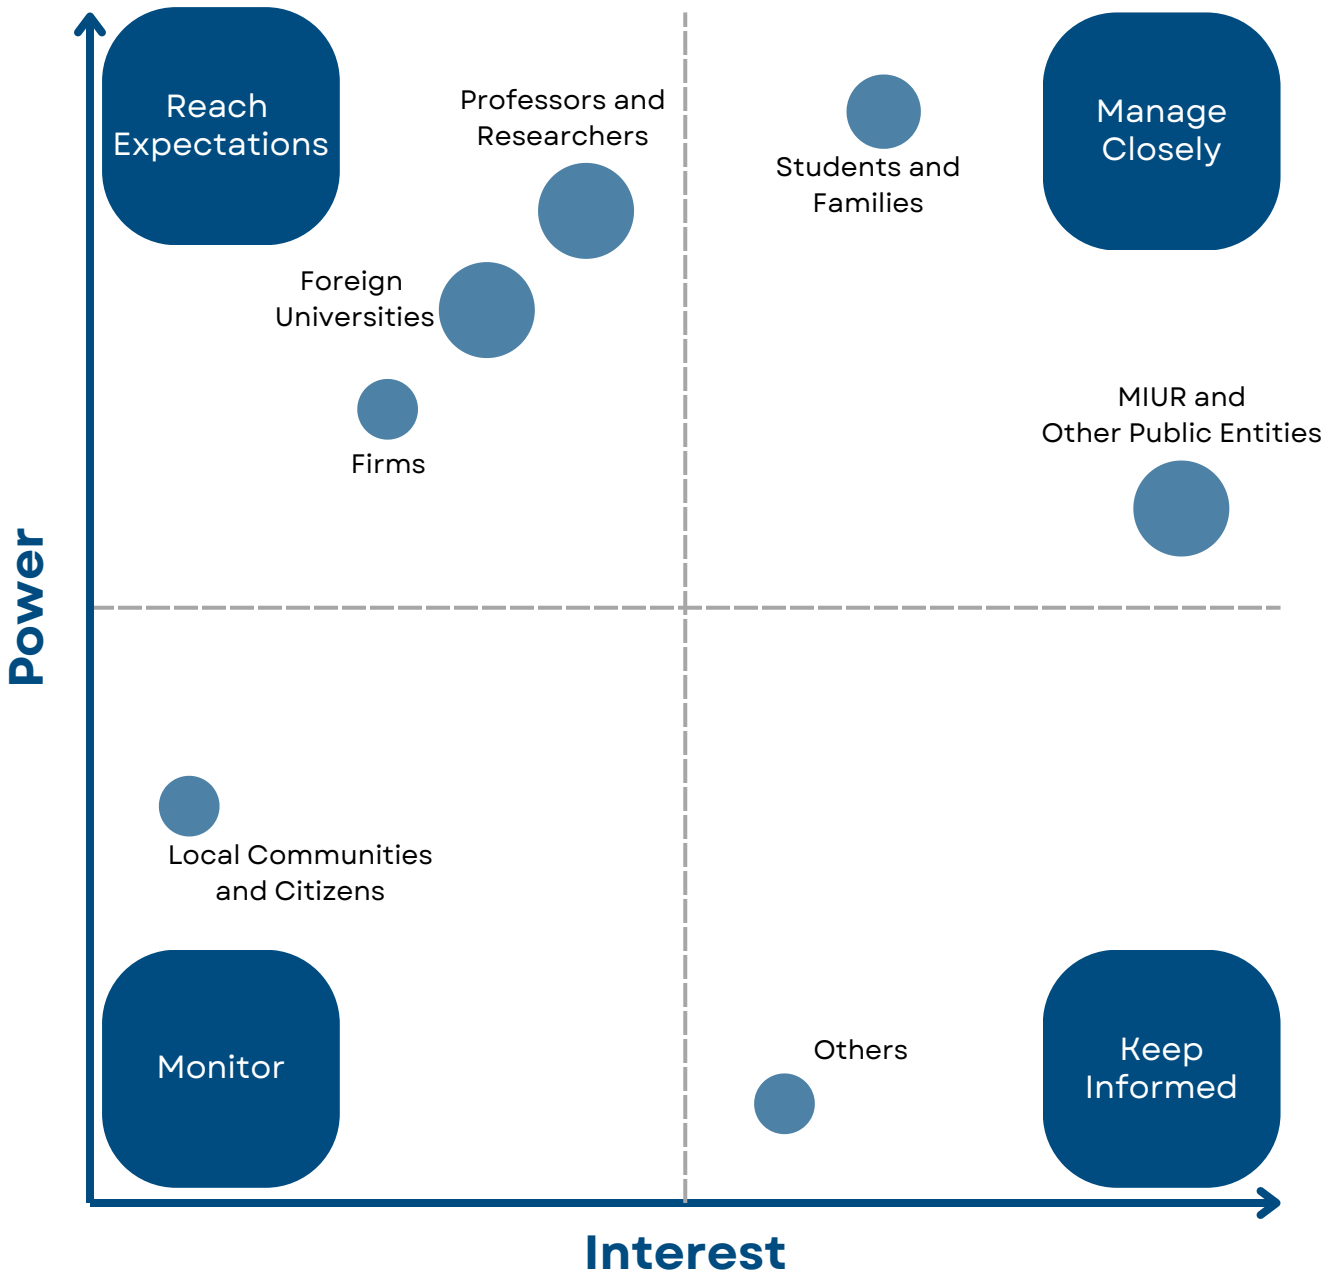 Reach
Expectations
Professors and
Researchers
Students and
Families
Manage
Closely
Foreign
Universities
Firms
MIUR and
Other Public Entities
Power
Local Communities
and Citizens
Monitor
Others
Keep
Informed
Interest